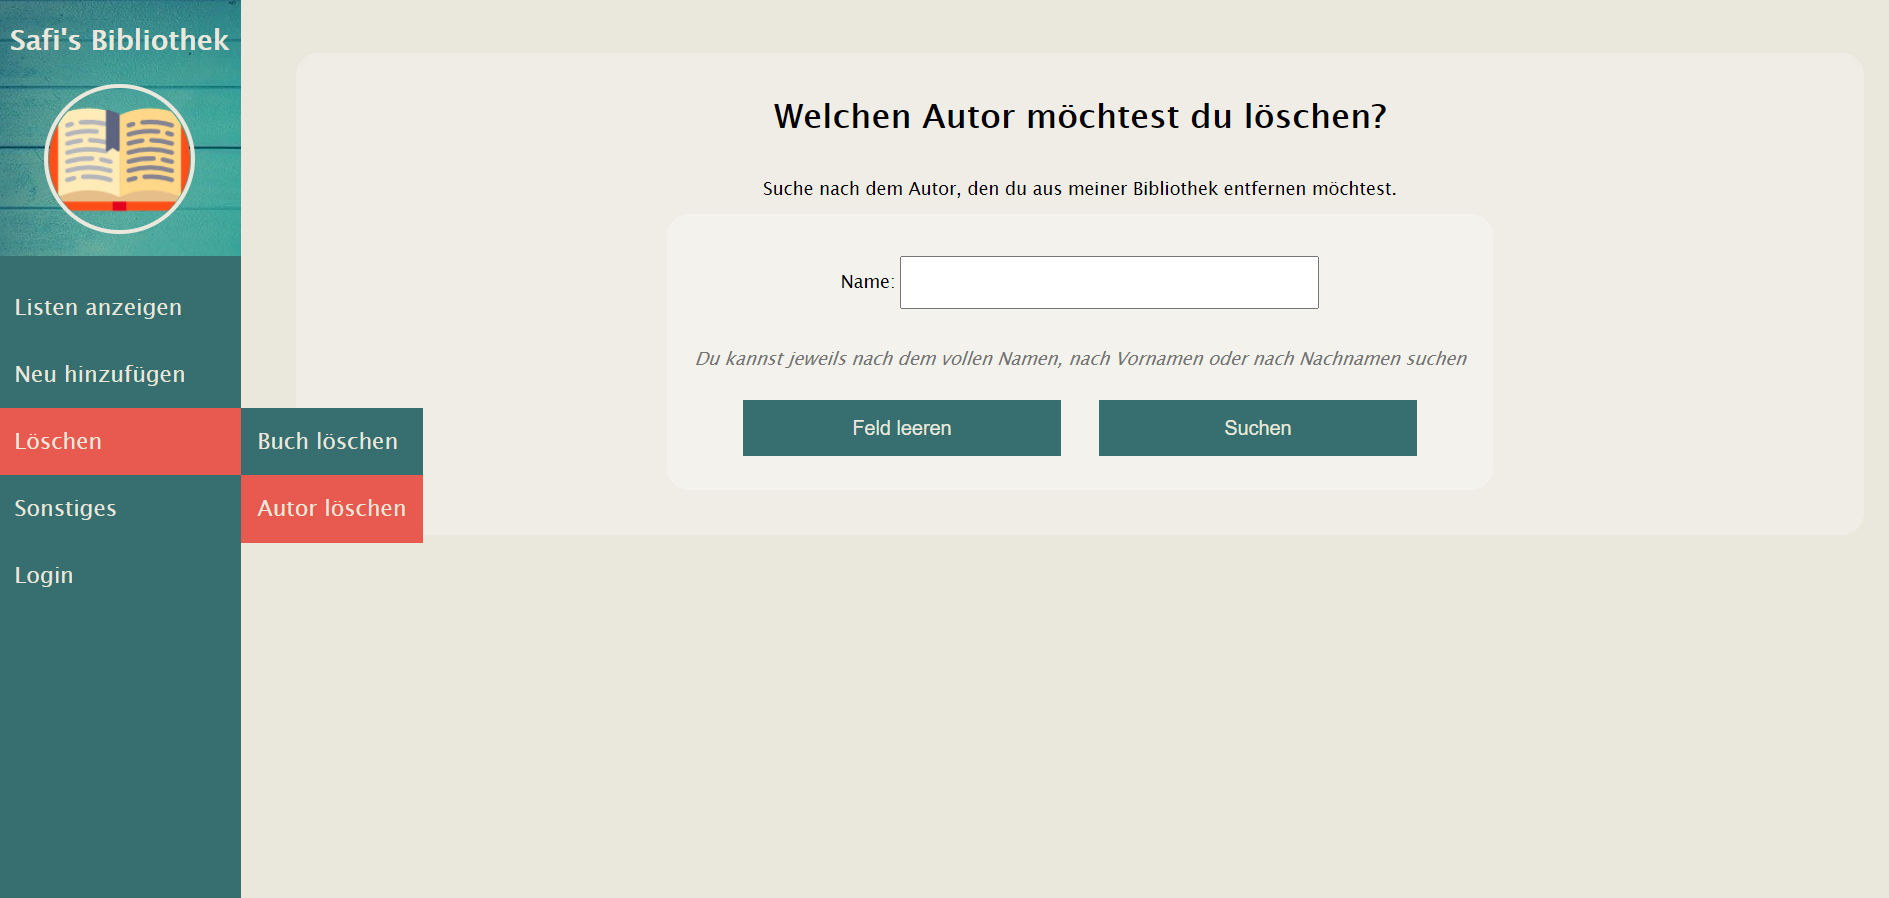 Safi's Bibliothek
Listen anzeigen
Neu hinzufügen
Löschen
Buch löschen
Autor löschen
Sonstiges
Login
Welchen Autor möchtest du löschen?
Suche nach dem Autor, den du aus meiner Bibliothek entfernen möchtest.
Name:
Du kannst jeweils nach dem vollen Namen, nach Vornamen oder nach Nachnamen suchen
Feld leeren
Suchen